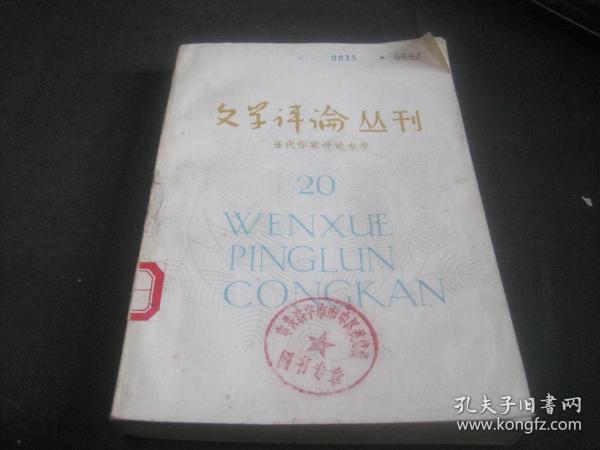 0035
文学评论丛刊
当代作家评论专号
20
WENXUE
PINGLUN
CONGKAN
图书专章
孔夫子旧书网
www.kongfz.com